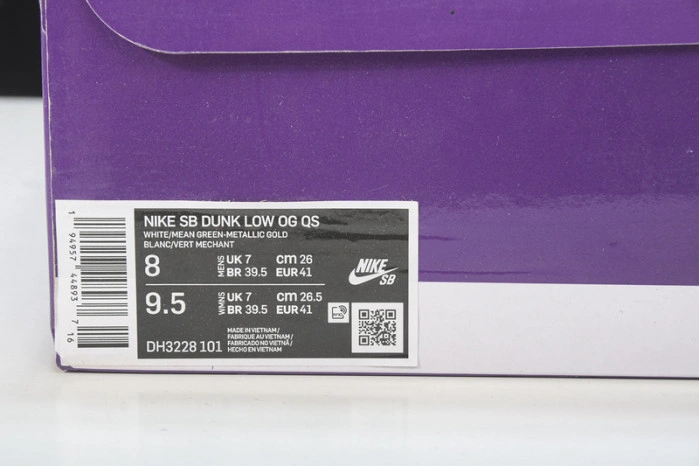 NIKE SB DUNK LOW OG QS
WHITE/MEAN GREEN-METALLIC GOLD
BLANC/VERT MECHANT
8 MENS UK 7 cm 26
BR 39.5 EUR 41
9.5 WMNS UK 7 cm 26.5
BR 39.5 EUR 41
NIKE
SB
DH3228 101
MADE IN VIETNAM /
FABRIQUE AU VIETNAM /
FABRICADO NO VIETNÃ /
HECHO EN VIETNAM
1 94957 44893 7 16